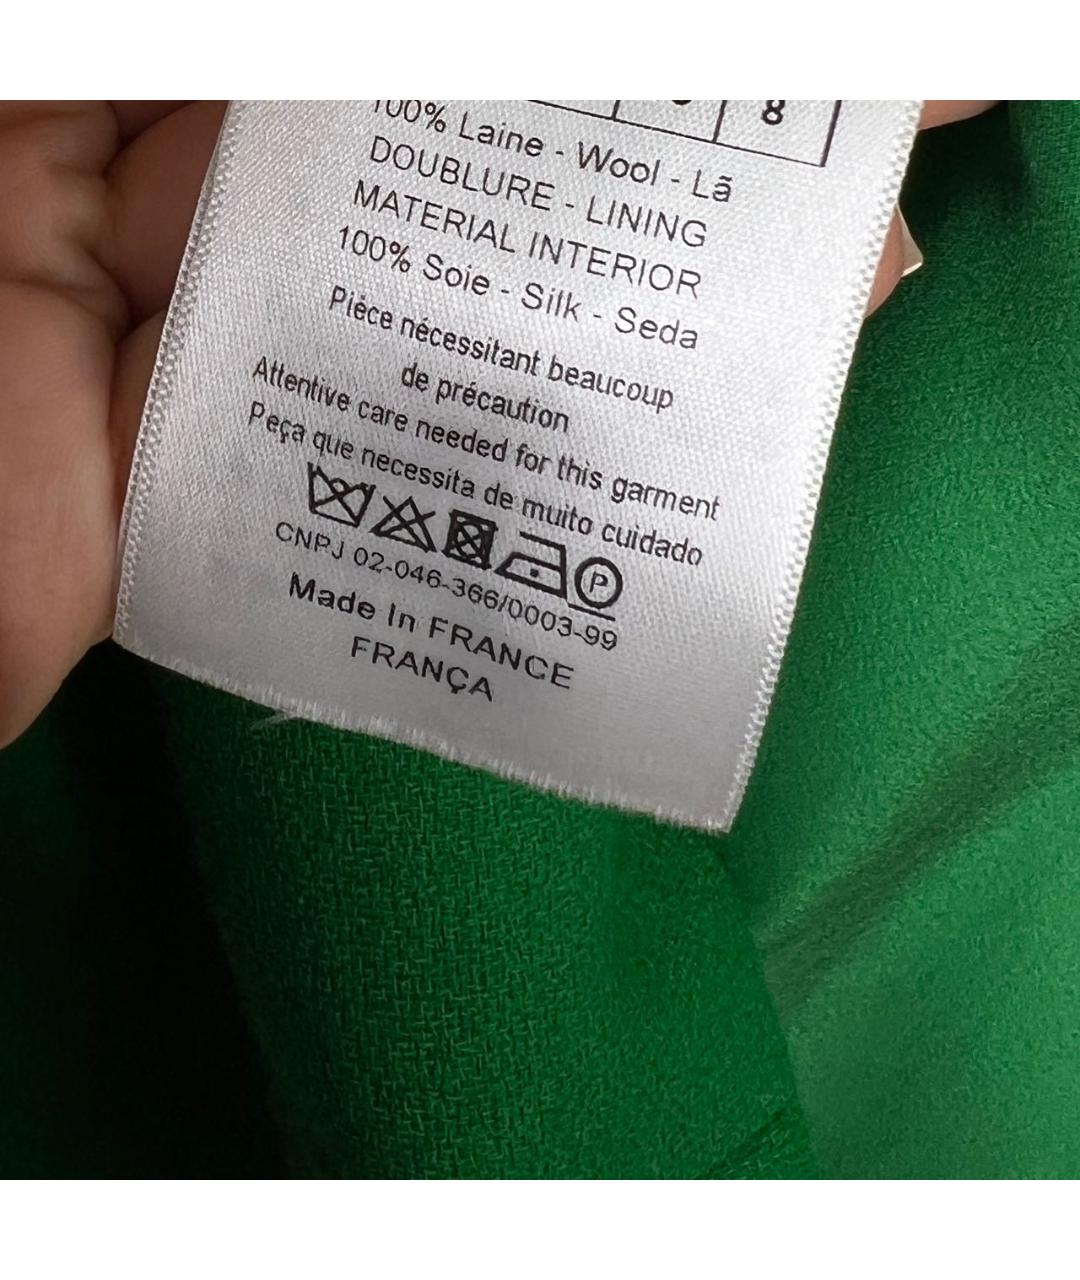 8
100% Laine - Wool - Lã
DOUBLURE - LINING
MATERIAL INTERIOR
100% Soie - Silk - Seda
Pièce nécessitant beaucoup
de précaution
Attentive care needed for this garment
Peça que necessita de muito cuidado
P
CNPJ 02-046-366/0003-99
Made In FRANCE
FRANÇA